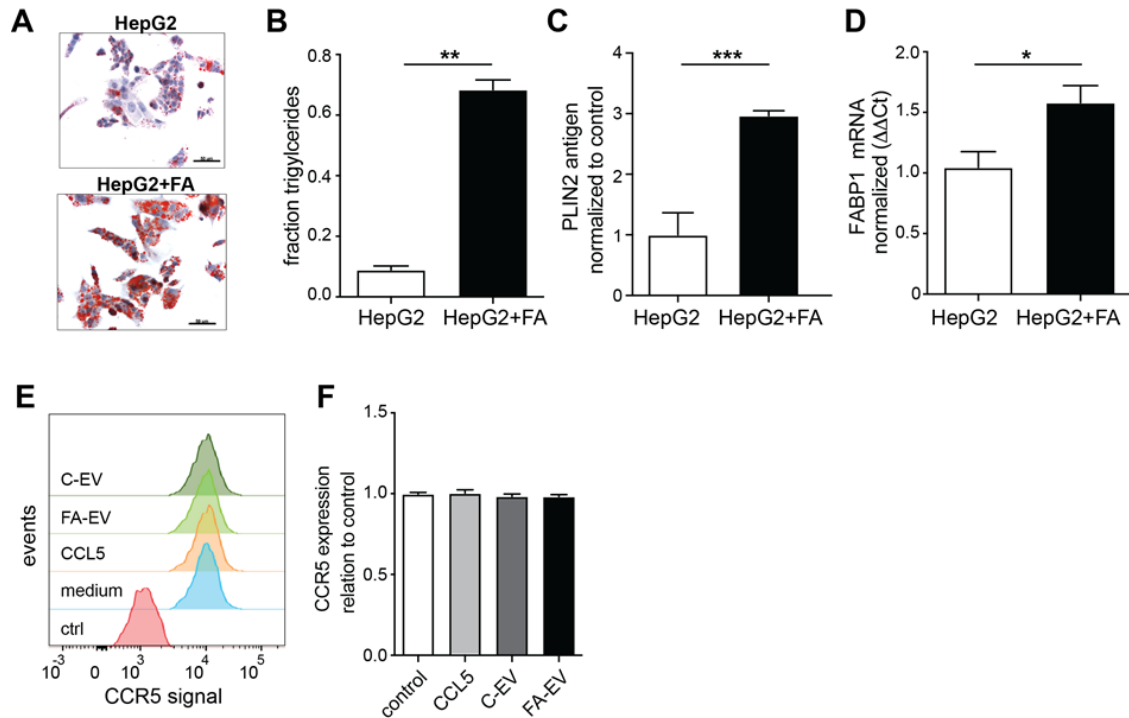 A
HepG2
HepG2+FA
B
**
fraction trigylcerides
0.8
0.6
0.4
0.2
0.0
HepG2
HepG2+FA
C
***
PLIN2 antigen
normalized to control
4
3
2
1
0
HepG2
HepG2+FA
D
*
FABP1 mRNA
normalized (ΔΔCt)
2.0
1.5
1.0
0.5
0
HepG2
HepG2+FA
E
events
C-EV
FA-EV
CCL5
medium
ctrl
10-3 0 103 104 105
CCR5 signal
F
CCR5 expression
relation to control
1.5
1.0
0.5
0.0
control
CCL5
C-EV
FA-EV